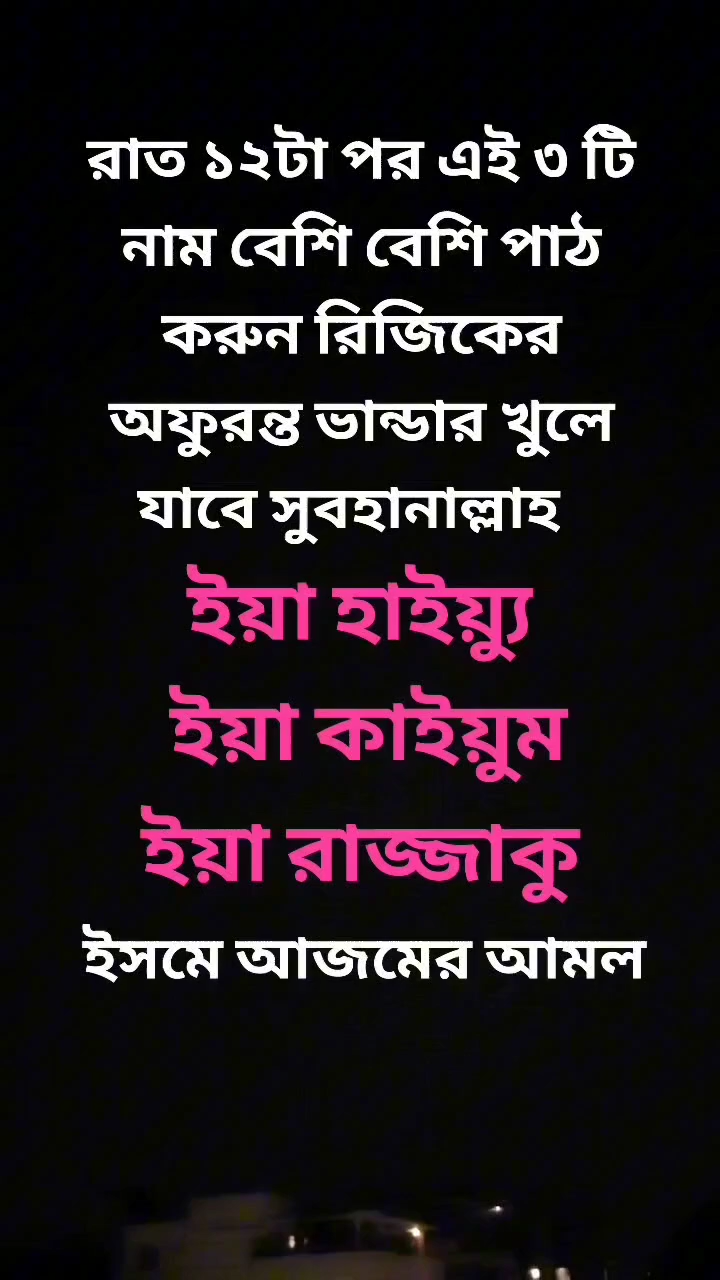 রাত ১২টা পর এই ৩ টি
নাম বেশি বেশি পাঠ
করুন রিজিকের
অফুরন্ত ভান্ডার খুলে
যাবে সুবহানাল্লাহ
ইয়া হাইয়্যু
ইয়া কাইয়ুম
ইয়া রাজ্জাকু
ইসমে আজমের আমল